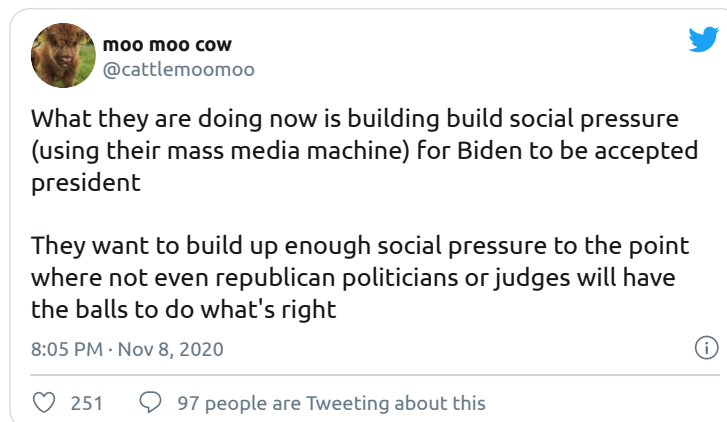 moo moo cow
@cattlemoomoo
What they are doing now is building build social pressure
(using their mass media machine) for Biden to be accepted
president
They want to build up enough social pressure to the point
where not even republican politicians or judges will have
the balls to do what's right
8:05 PM · Nov 8, 2020
251 97 people are Tweeting about this